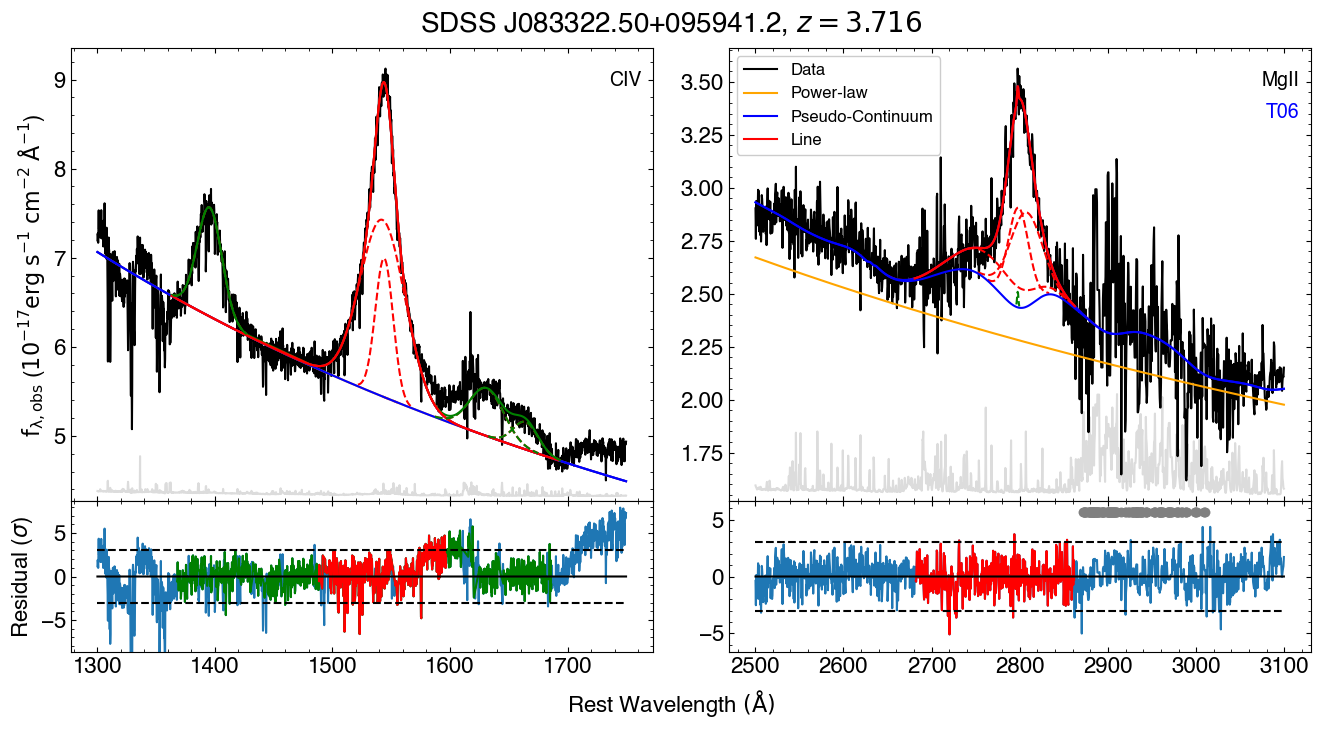 SDSS J083322.50+095941.2, z = 3.716
CIV
9
8
7
6
5
f_λ,obs (10⁻¹⁷erg s⁻¹ cm⁻² Å⁻¹)
Data
Power-law
Pseudo-Continuum
Line
MgII
T06
3.50
3.25
3.00
2.75
2.50
2.25
2.00
1.75
Residual (σ)
5
0
−5
1300 1400 1500 1600 1700
5
0
−5
2500 2600 2700 2800 2900 3000 3100
Rest Wavelength (Å)